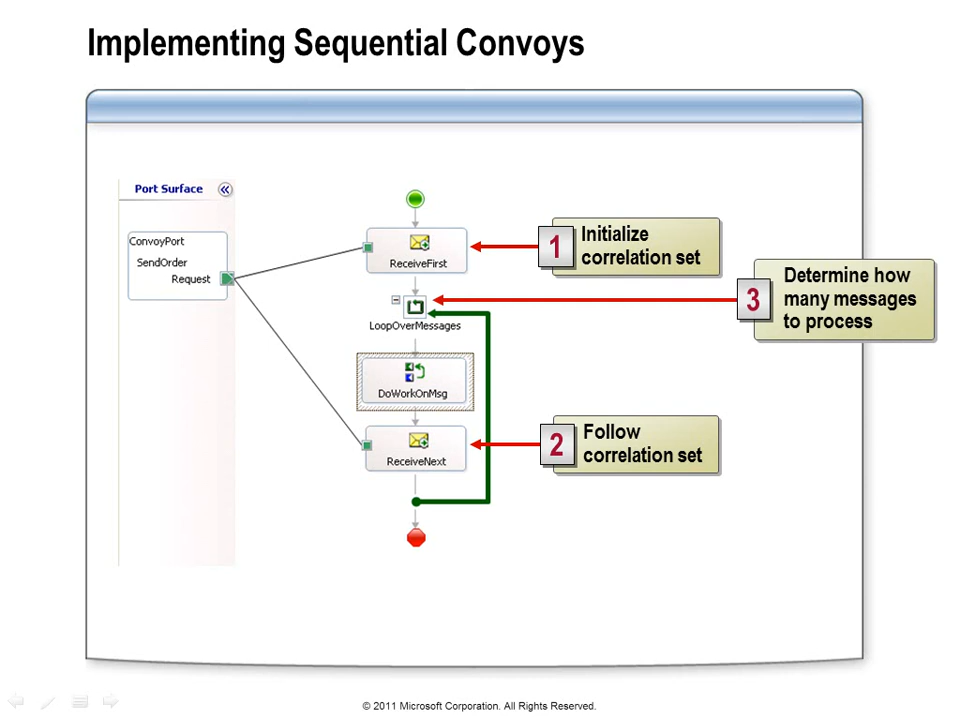 Implementing Sequential Convoys
Port Surface
ConvoyPort
SendOrder
Request
ReceiveFirst
LoopOverMessages
DoWorkOnMsg
ReceiveNext
1
Initialize
correlation set
3
Determine how
many messages
to process
2
Follow
correlation set
© 2011 Microsoft Corporation. All Rights Reserved.